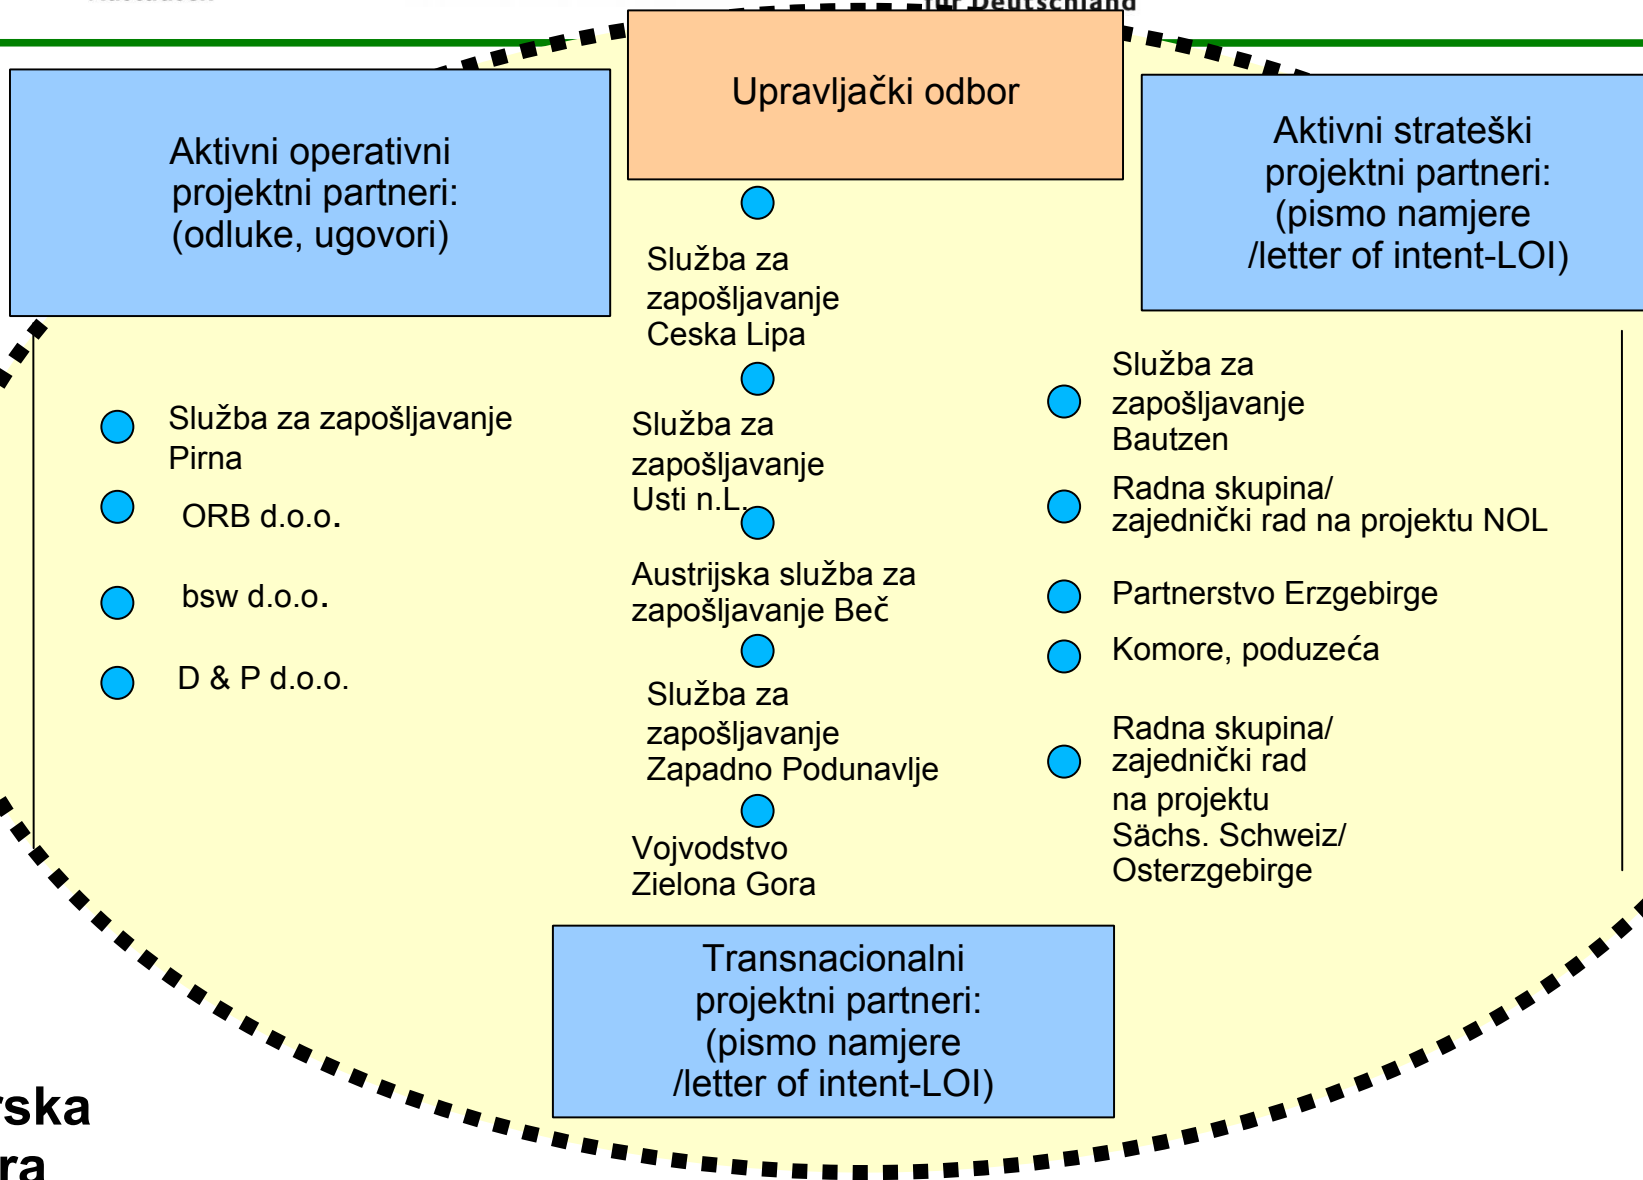 für Deutschland
Upravljački odbor
Aktivni operativni
projektni partneri:
(odluke, ugovori)
Aktivni strateški
projektni partneri:
(pismo namjere
/letter of intent-LOI)
Služba za zapošljavanje
Pirna
ORB d.o.o.
bsw d.o.o.
D & P d.o.o.
Služba za
zapošljavanje
Ceska Lipa
Služba za
zapošljavanje
Usti n.L.
Austrijska služba za
zapošljavanje Beč
Služba za
zapošljavanje
Zapadno Podunavlje
Vojvodstvo
Zielona Gora
Služba za
zapošljavanje
Bautzen
Radna skupina/
zajednički rad na projektu NOL
Partnerstvo Erzgebirge
Komore, poduzeća
Radna skupina/
zajednički rad
na projektu
Sächs. Schweiz/
Osterzgebirge
Transnacionalni
projektni partneri:
(pismo namjere
/letter of intent-LOI)
rska
ra